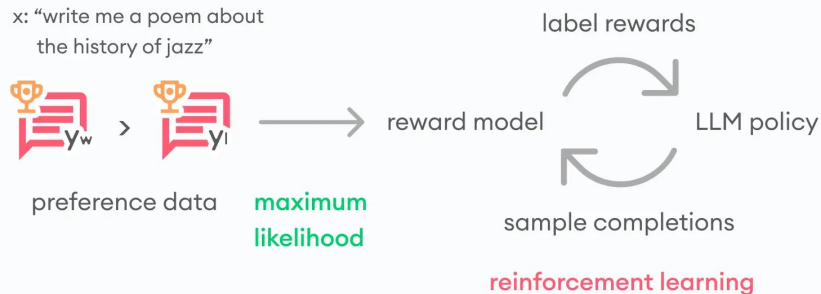 x: “write me a poem about
the history of jazz”
label rewards
yw > yl
reward model
LLM policy
preference data
maximum
likelihood
sample completions
reinforcement learning